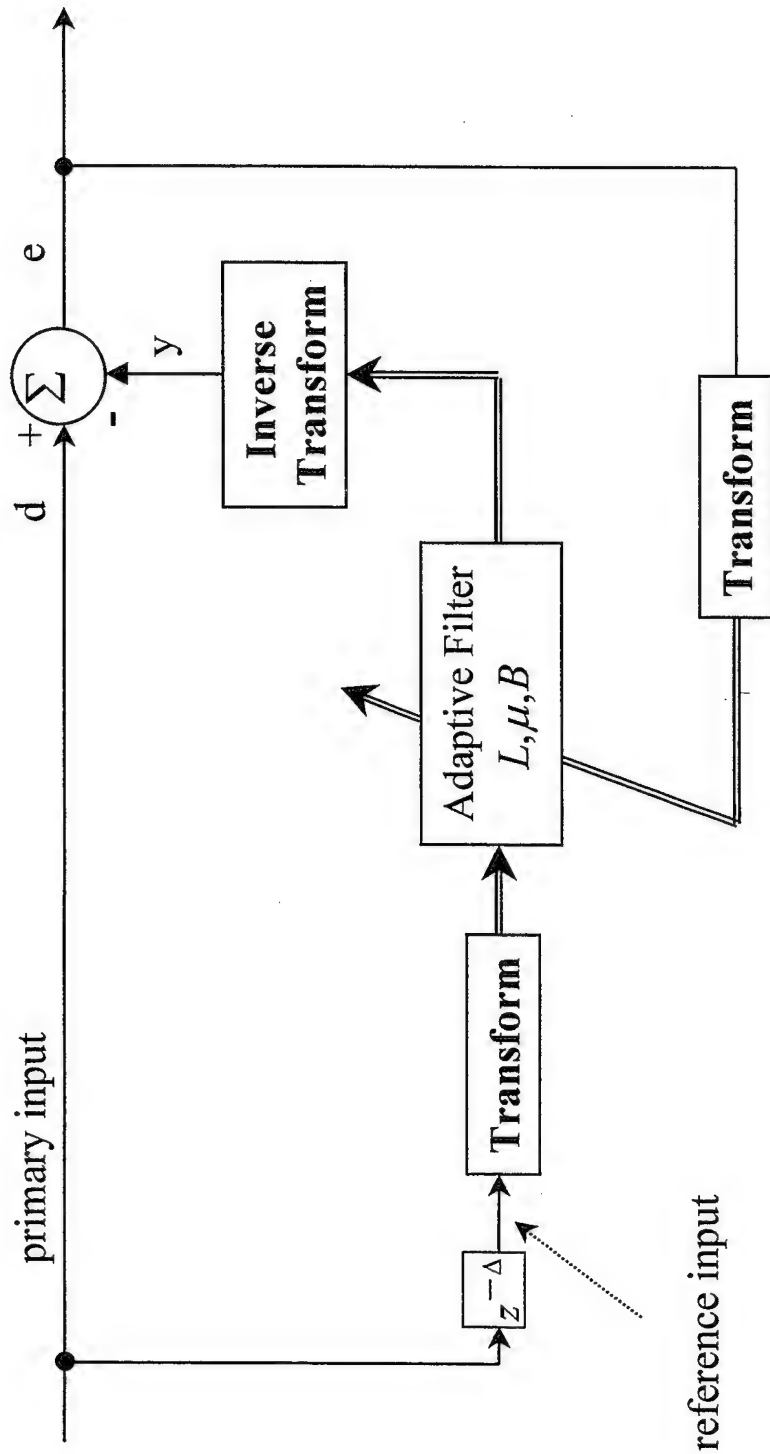 primary input
d
+
Σ
e
-
y
Inverse
Transform
Adaptive Filter
L,μ,B
Transform
z^−Δ
reference input
Transform